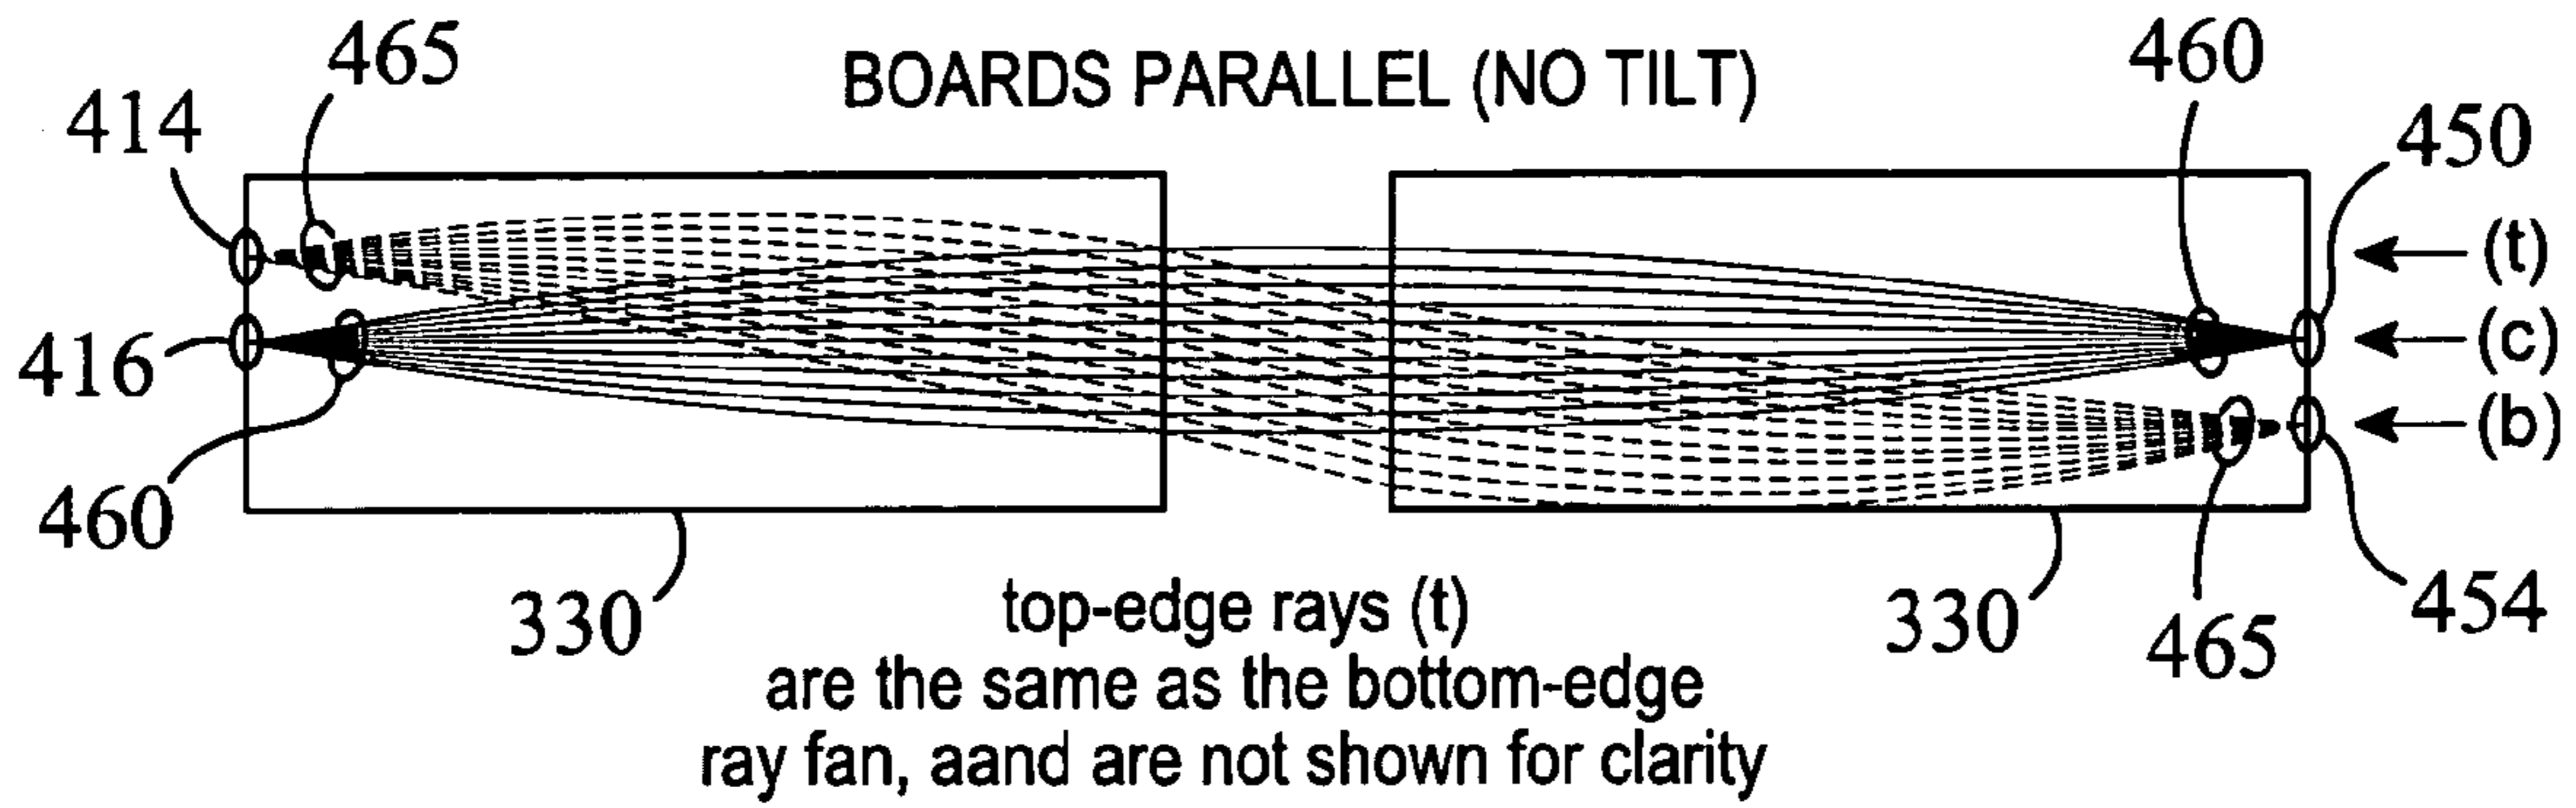 465
BOARDS PARALLEL (NO TILT)
460
414
450
(t)
416
(c)
(b)
460
330
330
465
454
top-edge rays (t)
are the same as the bottom-edge
ray fan, aand are not shown for clarity